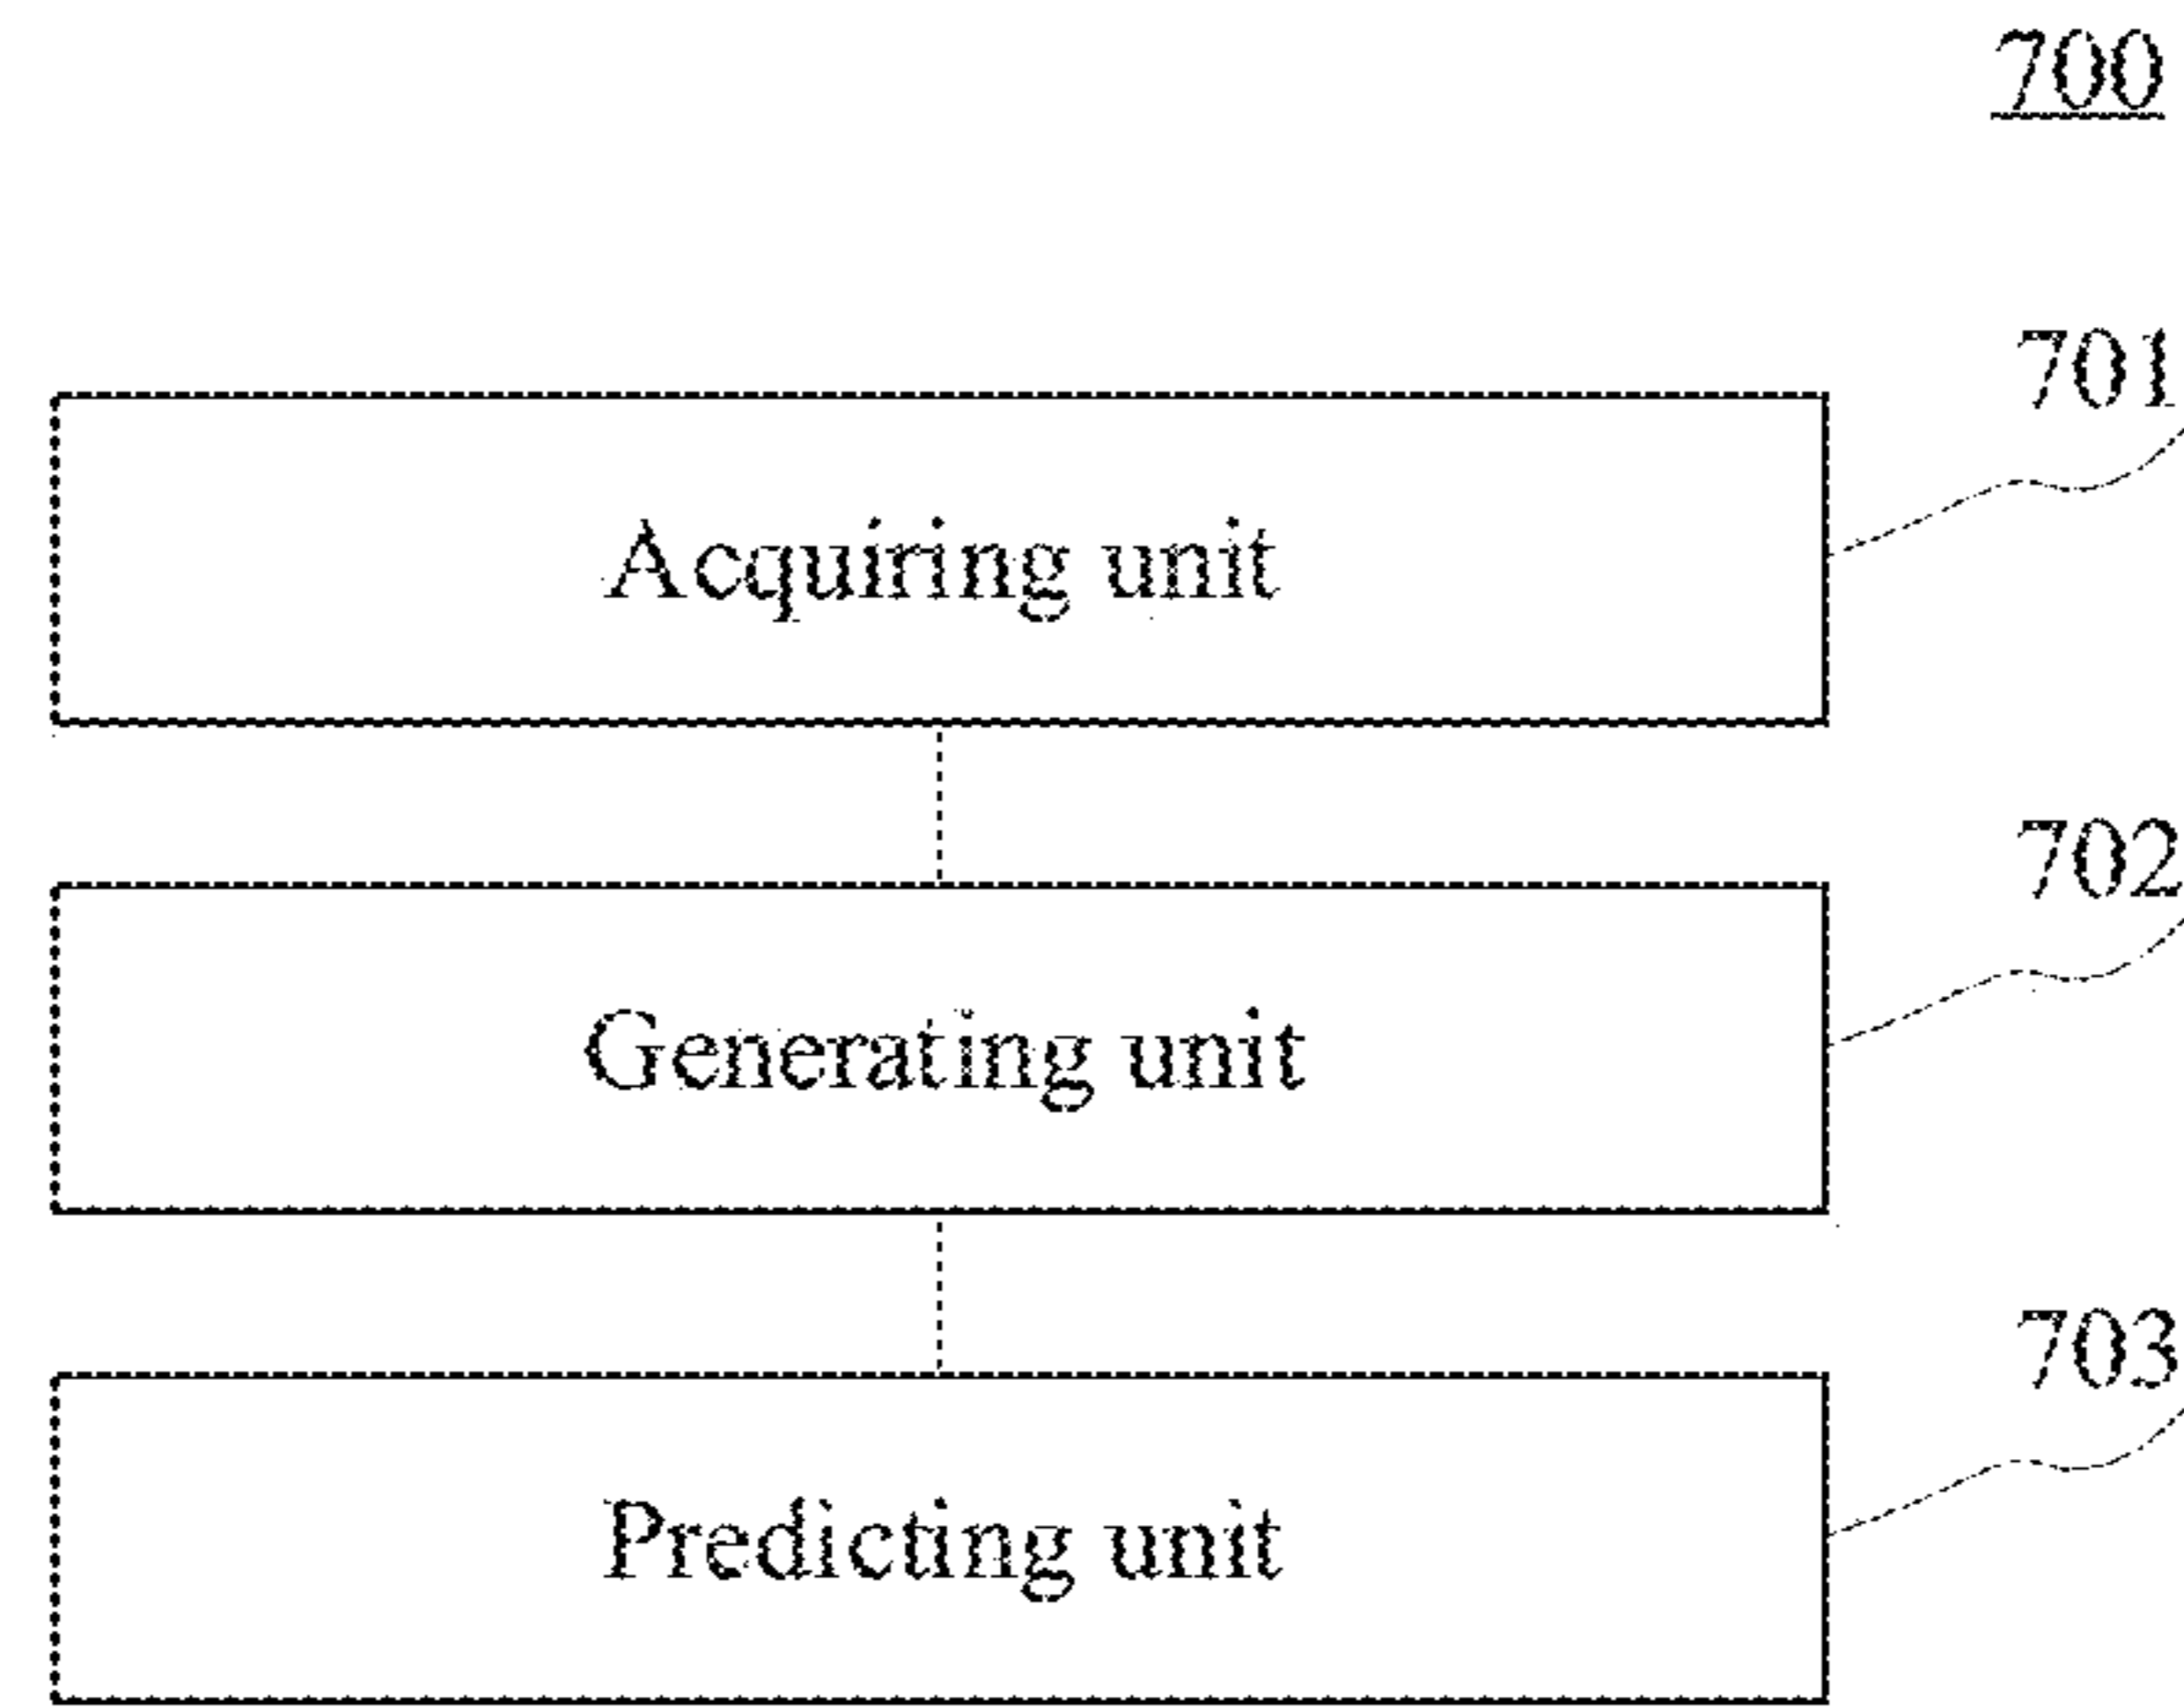 700
701
Acquiring unit
702
Generating unit
703
Predicting unit